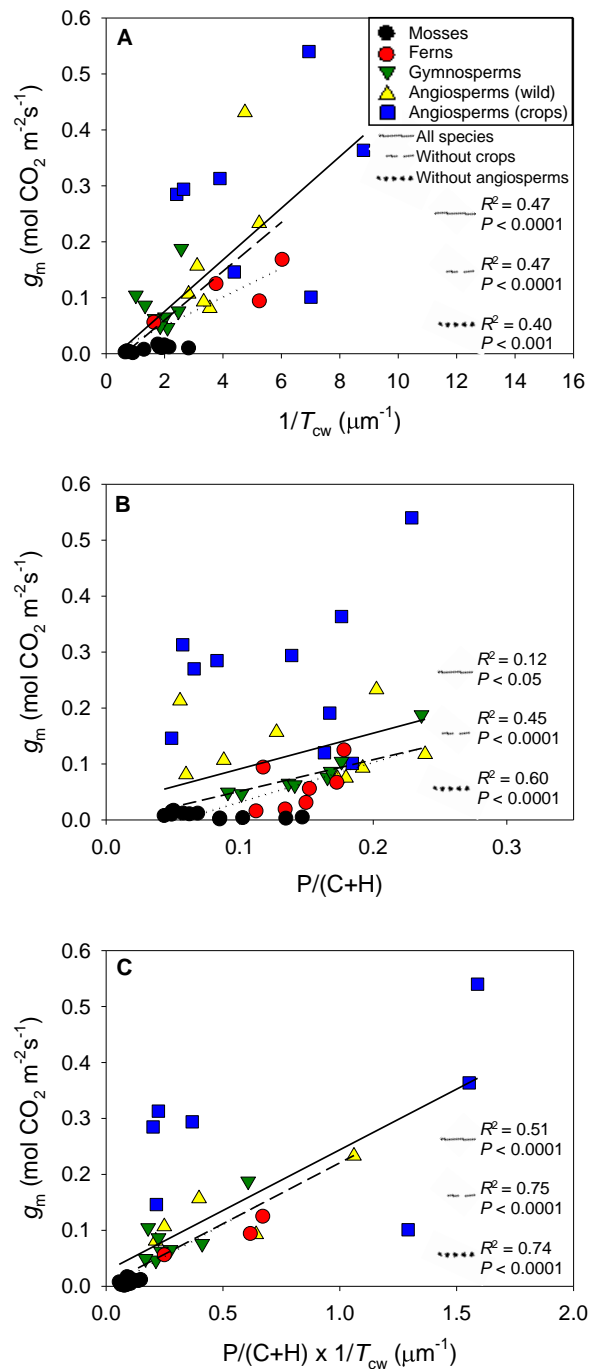 A
Mosses
Ferns
Gymnosperms
Angiosperms (wild)
Angiosperms (crops)
All species
Without crops
Without angiosperms
R² = 0.47
P < 0.0001
R² = 0.47
P < 0.0001
R² = 0.40
P < 0.001
gm (mol CO₂ m⁻²s⁻¹)
0.6
0.5
0.4
0.3
0.2
0.1
0.0
0 2 4 6 8 10 12 14 16
1/Tcw (μm⁻¹)
B
R² = 0.12
P < 0.05
R² = 0.45
P < 0.0001
R² = 0.60
P < 0.0001
gm (mol CO₂ m⁻²s⁻¹)
0.6
0.5
0.4
0.3
0.2
0.1
0.0
0.0 0.1 0.2 0.3
P/(C+H)
C
R² = 0.51
P < 0.0001
R² = 0.75
P < 0.0001
R² = 0.74
P < 0.0001
gm (mol CO₂ m⁻²s⁻¹)
0.6
0.5
0.4
0.3
0.2
0.1
0.0
0.0 0.5 1.0 1.5 2.0
P/(C+H) x 1/Tcw (μm⁻¹)